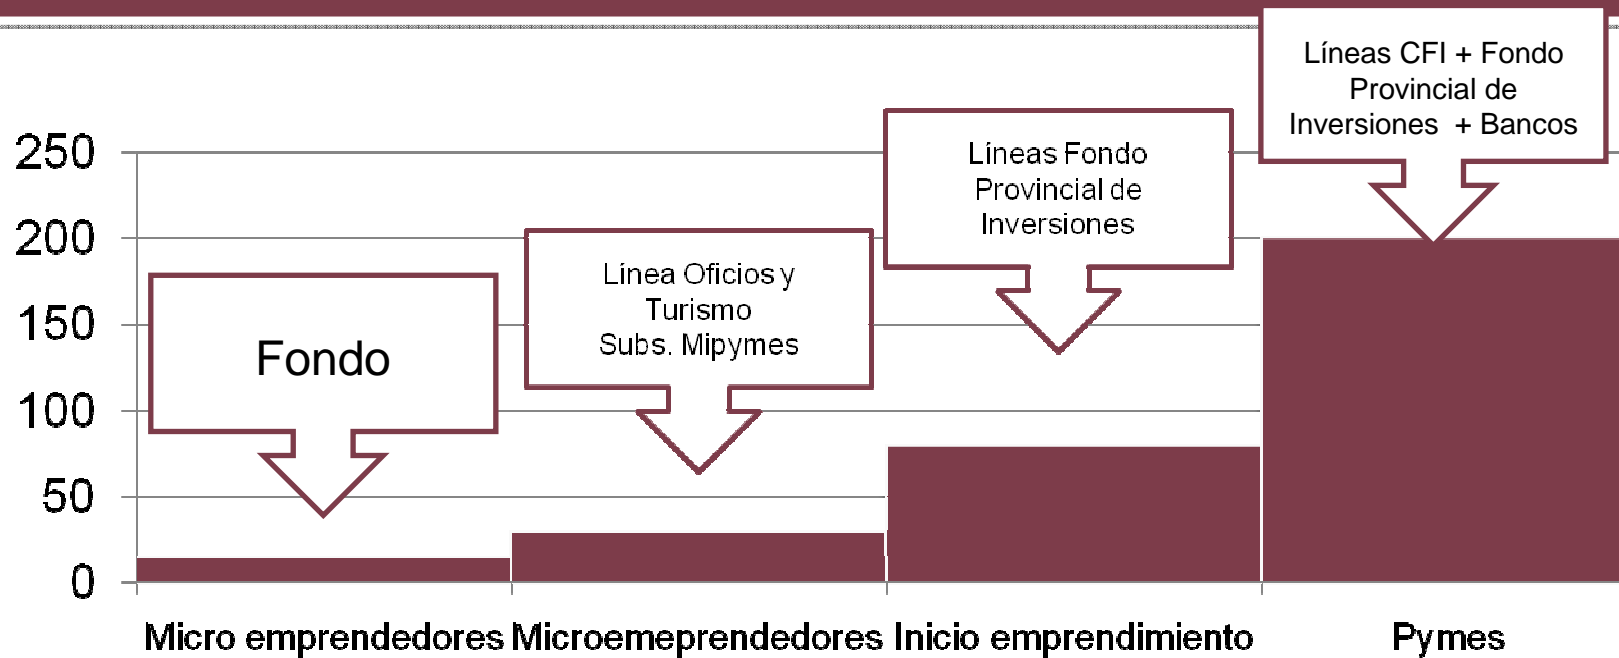 Líneas CFI + Fondo
Provincial de
Inversiones + Bancos
Líneas Fondo
Provincial de
Inversiones
Línea Oficios y
Turismo
Subs. Mipymes
Fondo
250
200
150
100
50
0
Micro emprendedores
Microemeprendedores
Inicio emprendimiento
Pymes